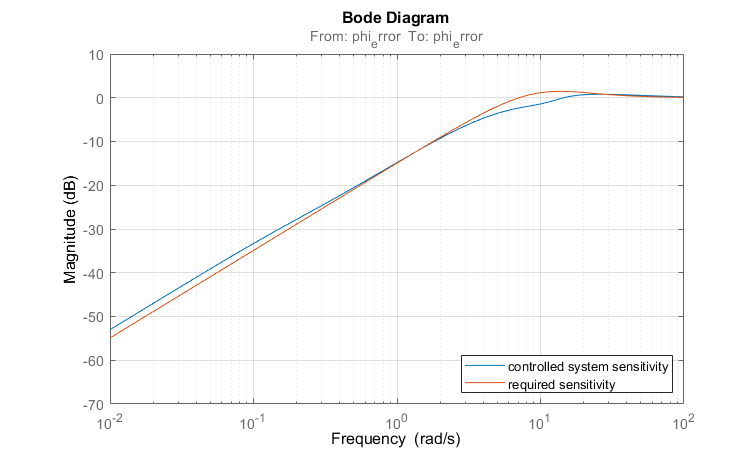 Bode Diagram
From: phi_error To: phi_error
10
0
-10
-20
-30
-40
-50
-60
-70
Magnitude (dB)
controlled system sensitivity
required sensitivity
10^-2
10^-1
10^0
10^1
10^2
Frequency (rad/s)